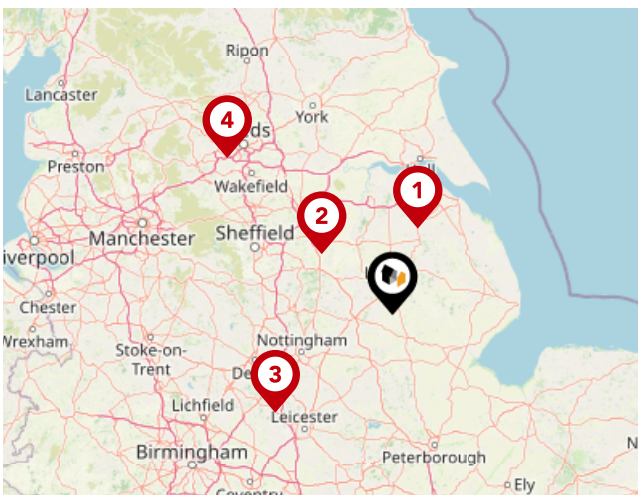 Ripon
Lancaster
4
ds
York
Preston
Wakefield
1
2
Manchester
Sheffield
iverpool
Chester
Wrexham
Nottingham
Stoke-on-
Trent
De
3
Lichfield
Leicester
Birmingham
Peterborough
Coventry
Ely
N